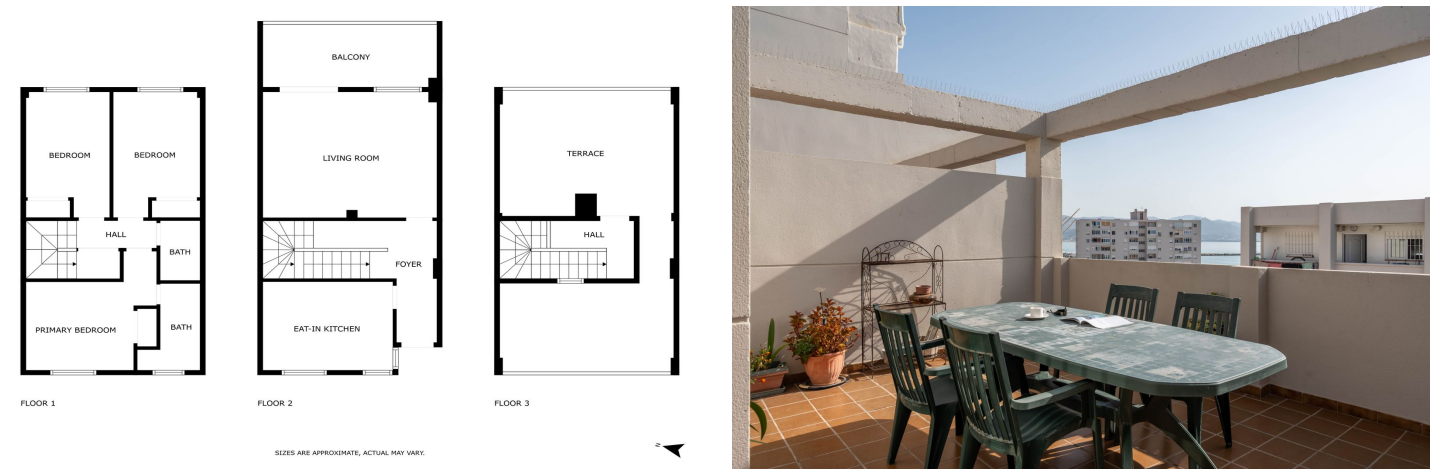 BALCONY
BEDROOM
BEDROOM
LIVING ROOM
TERRACE
HALL
HALL
BATH
FOYER
PRIMARY BEDROOM
BATH
EAT-IN KITCHEN
FLOOR 1
FLOOR 2
FLOOR 3
SIZES ARE APPROXIMATE, ACTUAL MAY VARY.
N